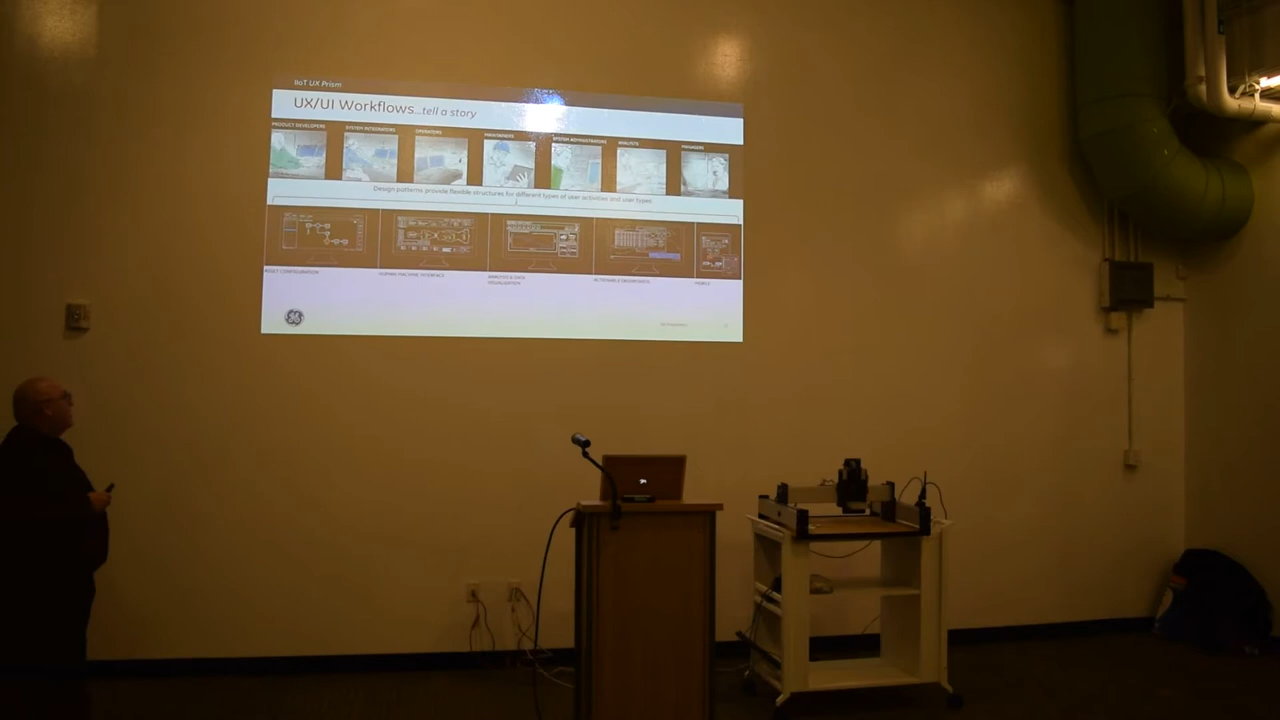 IIoT UX Prism
UX/UI Workflows...tell a story
PRODUCT DEVELOPERS
SYSTEM INTEGRATORS
OPERATORS
MAINTAINERS
SYSTEM ADMINISTRATORS
ANALYSTS
MANAGERS
Design patterns provide flexible structures for different types of user activities and user types.
ASSET CONFIGURATION
HUMAN MACHINE INTERFACE
ANALYSIS & DATA
VISUALIZATION
MOBILE